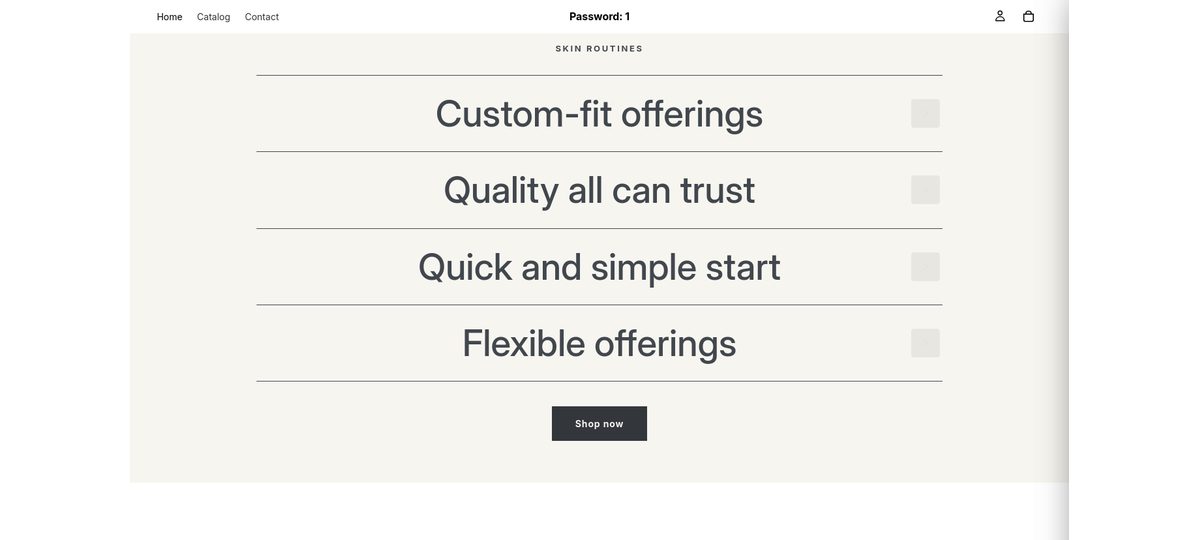 Home Catalog Contact Password: 1
SKIN ROUTINES
Custom-fit offerings
Quality all can trust
Quick and simple start
Flexible offerings
Shop now